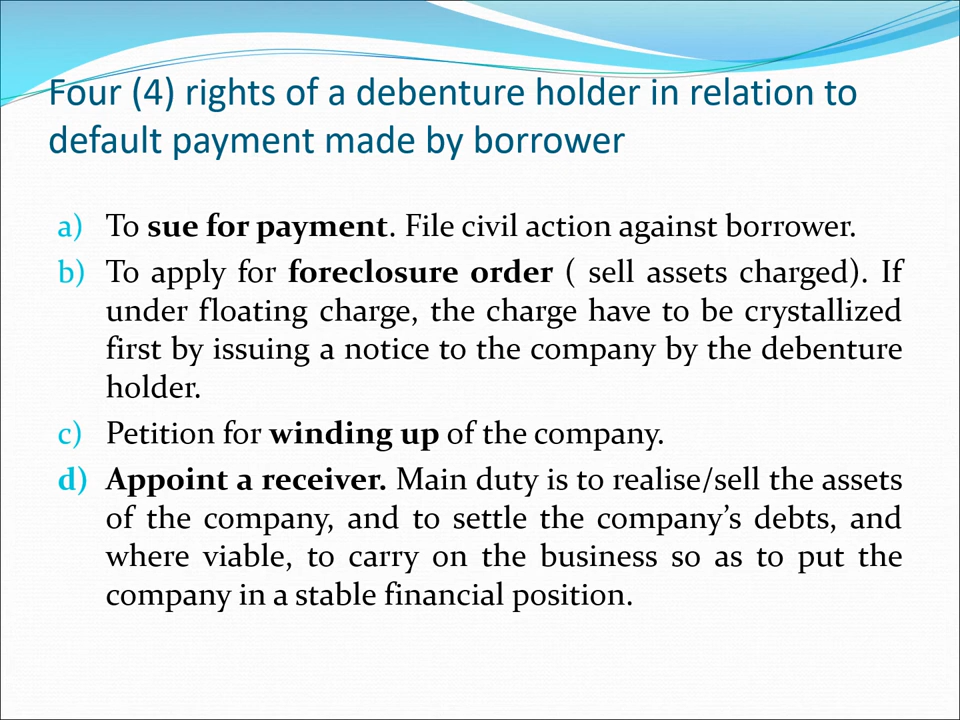 Four (4) rights of a debenture holder in relation to
default payment made by borrower
a) To sue for payment. File civil action against borrower.
b) To apply for foreclosure order ( sell assets charged). If
under floating charge, the charge have to be crystallized
first by issuing a notice to the company by the debenture
holder.
c) Petition for winding up of the company.
d) Appoint a receiver. Main duty is to realise/sell the assets
of the company, and to settle the company’s debts, and
where viable, to carry on the business so as to put the
company in a stable financial position.